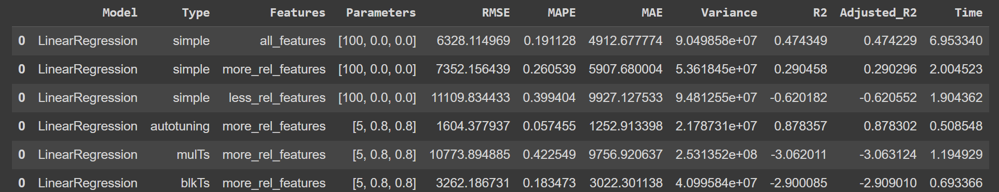 Model Type Features Parameters RMSE MAPE MAE Variance R2 Adjusted_R2 Time
0 LinearRegression simple all_features [100, 0.0, 0.0] 6328.114969 0.191128 4912.677774 9.049858e+07 0.474349 0.474229 6.953340
0 LinearRegression simple more_rel_features [100, 0.0, 0.0] 7352.156439 0.260539 5907.680004 5.361845e+07 0.290458 0.290296 2.004523
0 LinearRegression simple less_rel_features [100, 0.0, 0.0] 11109.834433 0.399404 9927.127533 9.481255e+07 -0.620182 -0.620552 1.904362
0 LinearRegression autotuning more_rel_features [5, 0.8, 0.8] 1604.377937 0.057455 1252.913398 2.178731e+07 0.878357 0.878302 0.508548
0 LinearRegression mulTs more_rel_features [5, 0.8, 0.8] 10773.894885 0.422549 9756.920637 2.531352e+08 -3.062011 -3.063124 1.194929
0 LinearRegression blkTs more_rel_features [5, 0.8, 0.8] 3262.186731 0.183473 3022.301138 4.099584e+07 -2.900085 -2.909010 0.693366